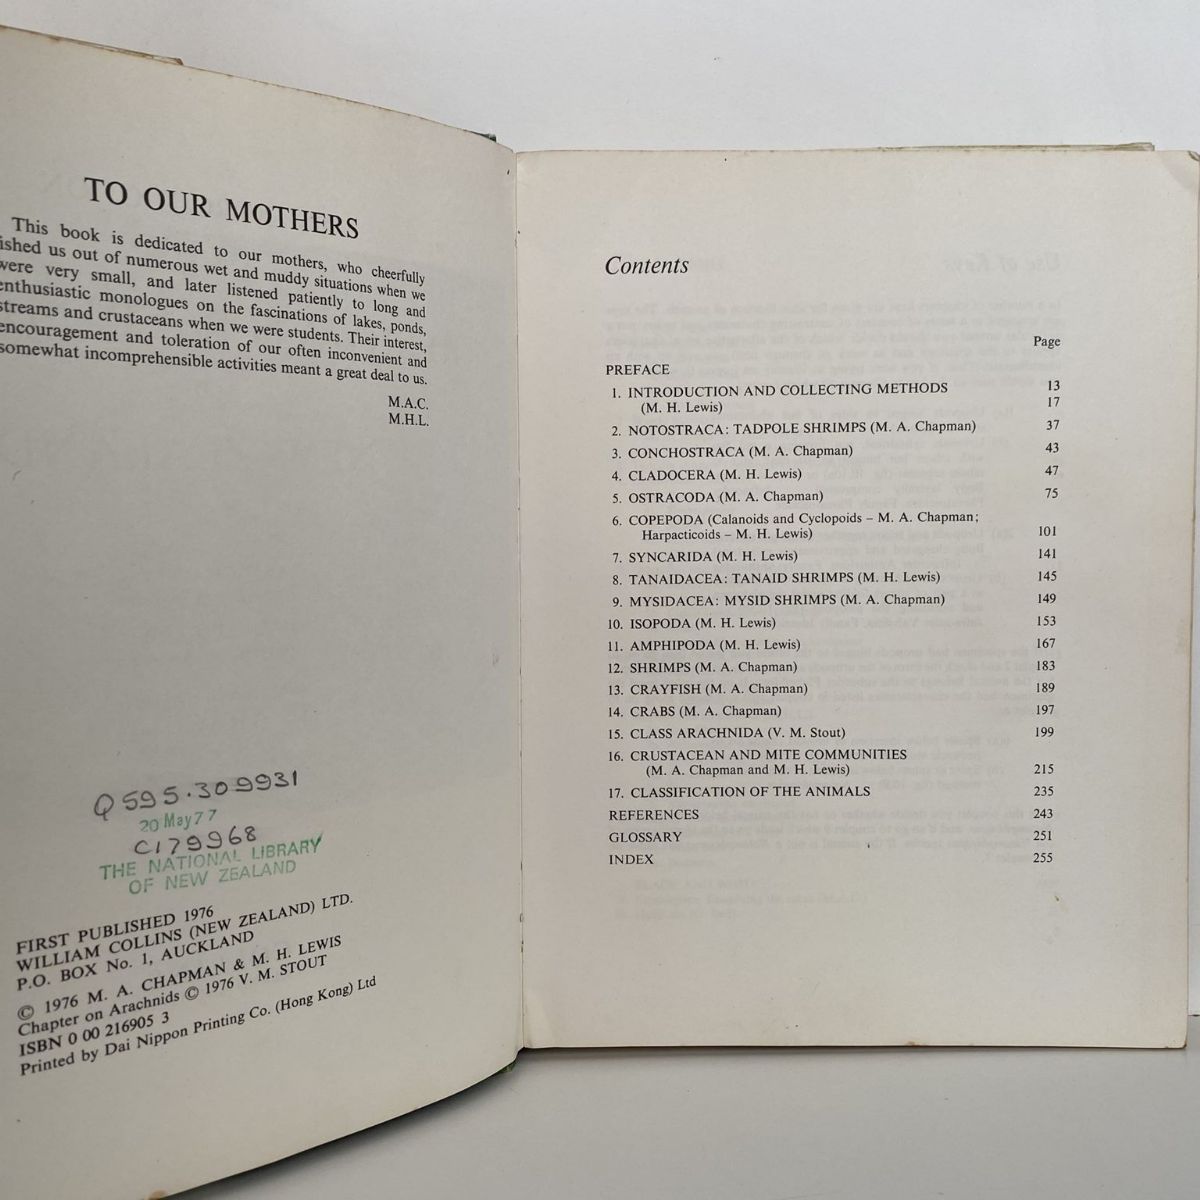 TO OUR MOTHERS
This book is dedicated to our mothers, who cheerfully
ished us out of numerous wet and muddy situations when we
were very small, and later listened patiently to long and
enthusiastic monologues on the fascinations of lakes, ponds,
streams and crustaceans when we were students. Their interest,
encouragement and toleration of our often inconvenient and
somewhat incomprehensible activities meant a great deal to us.
M.A.C.
M.H.L.
Q 595.309931
20 May 77
C179968
THE NATIONAL LIBRARY
OF NEW ZEALAND
FIRST PUBLISHED 1976
WILLIAM COLLINS (NEW ZEALAND) LTD.
P.O. BOX No. 1, AUCKLAND
© 1976 M. A. CHAPMAN & M. H. LEWIS
Chapter on Arachnids © 1976 V. M. STOUT
ISBN 0 00 216905 3
Printed by Dai Nippon Printing Co. (Hong Kong) Ltd
Contents
Page
PREFACE
1. INTRODUCTION AND COLLECTING METHODS 13
(M. H. Lewis) 17
2. NOTOSTRACA: TADPOLE SHRIMPS (M. A. Chapman) 37
3. CONCHOSTRACA (M. A. Chapman) 43
4. CLADOCERA (M. H. Lewis) 47
5. OSTRACODA (M. A. Chapman) 75
6. COPEPODA (Calanoids and Cyclopoids – M. A. Chapman;
Harpacticoids – M. H. Lewis) 101
7. SYNCARIDA (M. H. Lewis) 141
8. TANAIDACEA: TANAID SHRIMPS (M. H. Lewis) 145
9. MYSIDACEA: MYSID SHRIMPS (M. A. Chapman) 149
10. ISOPODA (M. H. Lewis) 153
11. AMPHIPODA (M. H. Lewis) 167
12. SHRIMPS (M. A. Chapman) 183
13. CRAYFISH (M. A. Chapman) 189
14. CRABS (M. A. Chapman) 197
15. CLASS ARACHNIDA (V. M. Stout) 199
16. CRUSTACEAN AND MITE COMMUNITIES
(M. A. Chapman and M. H. Lewis) 215
17. CLASSIFICATION OF THE ANIMALS 235
REFERENCES 243
GLOSSARY 251
INDEX 255